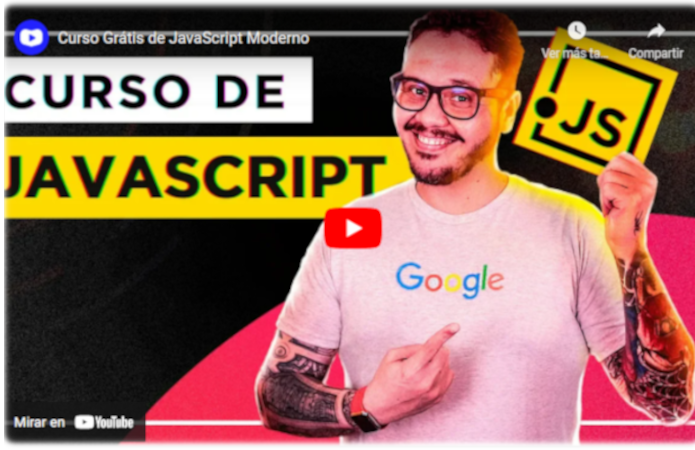 Curso Grátis de JavaScript Moderno
Ver más ta...
Compartir
CURSO DE
JAVASCRIPT
.JS
Google
Mirar en YouTube